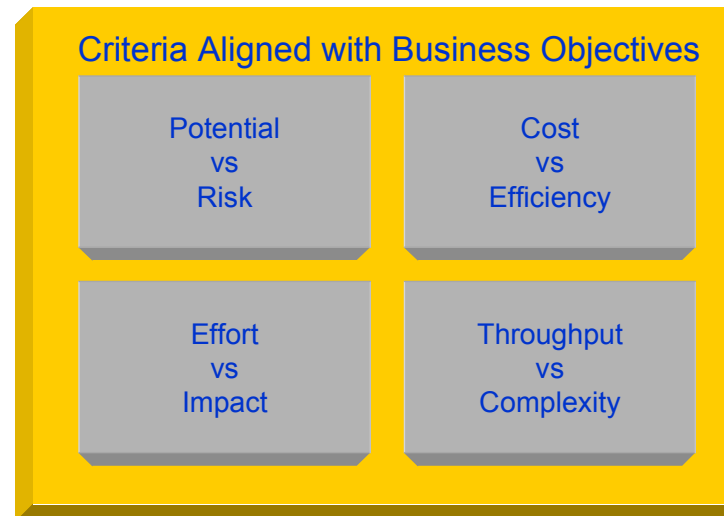 Criteria Aligned with Business Objectives
Potential
vs
Risk
Cost
vs
Efficiency
Effort
vs
Impact
Throughput
vs
Complexity